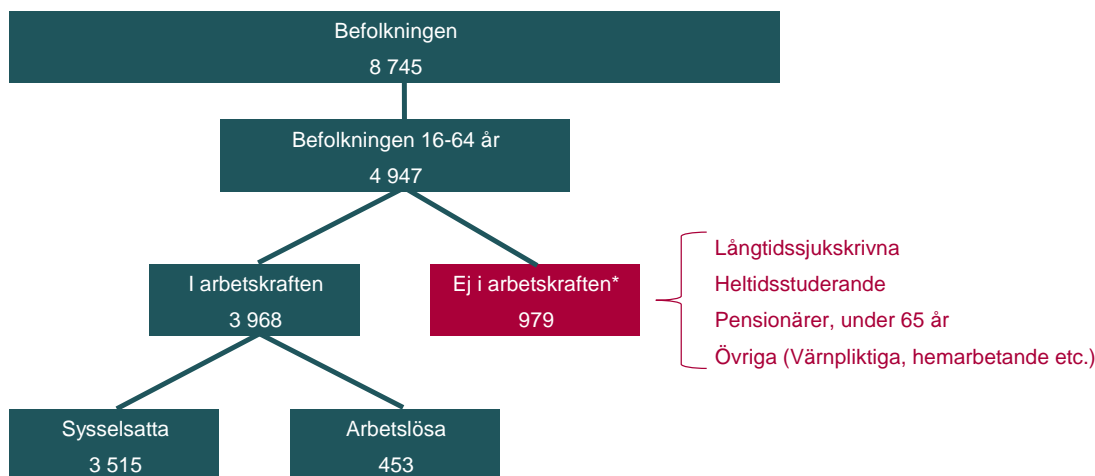 Befolkningen
8 745
Befolkningen 16-64 år
4 947
I arbetskraften
3 968
Ej i arbetskraften*
979
Långtidssjukskrivna
Heltidsstuderande
Pensionärer, under 65 år
Övriga (Värnpliktiga, hemarbetande etc.)
Sysselsatta
3 515
Arbetslösa
453